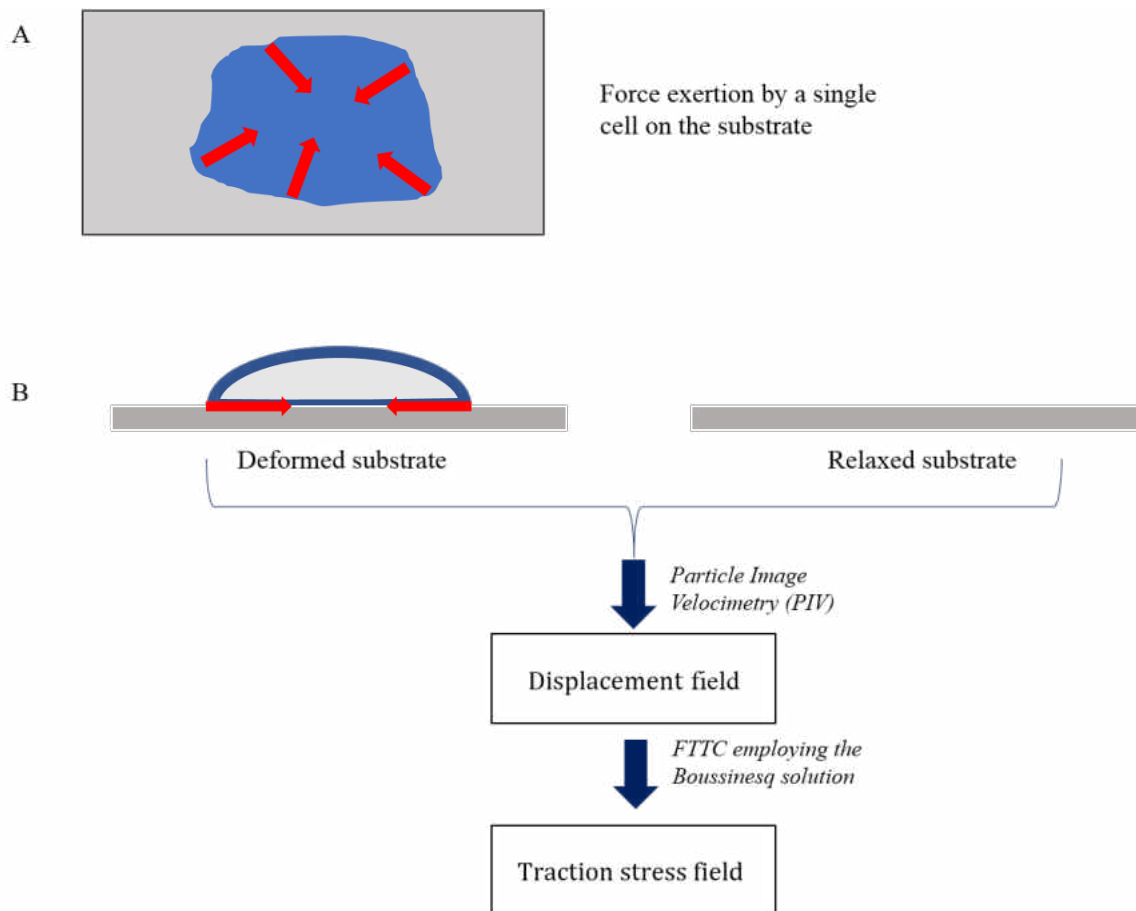 A
Force exertion by a single
cell on the substrate
B
Deformed substrate
Relaxed substrate
Particle Image
Velocimetry (PIV)
Displacement field
FTTC employing the
Boussinesq solution
Traction stress field